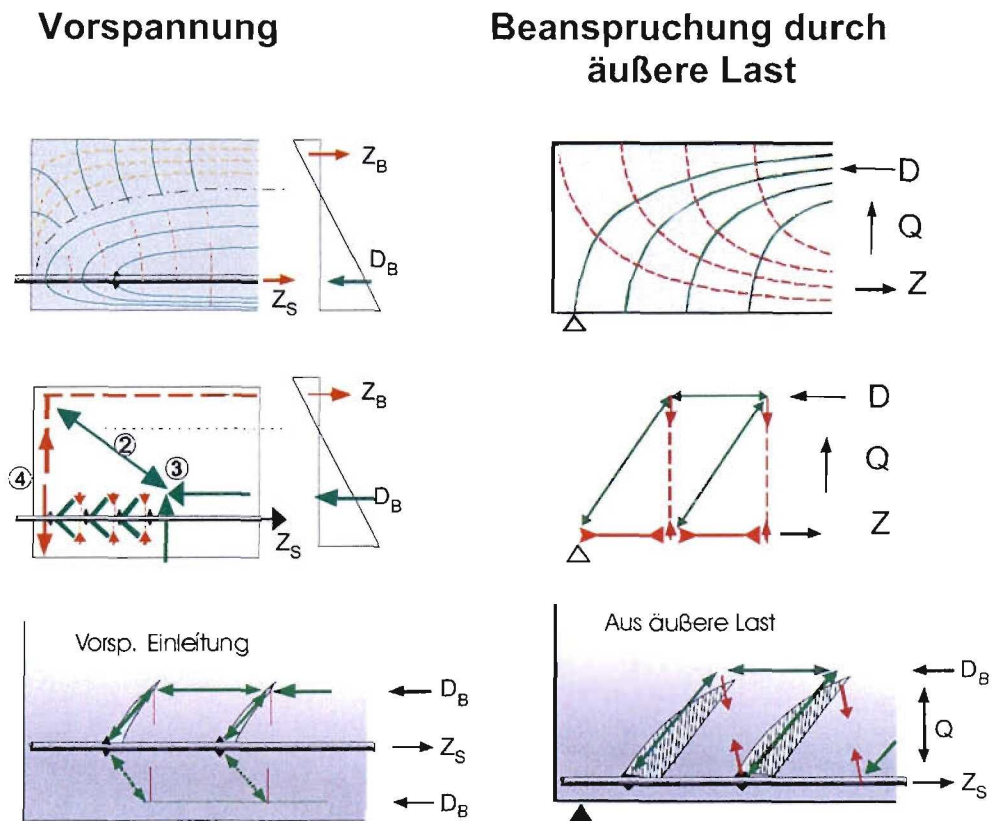 Vorspannung
Beanspruchung durch
äußere Last
Z_B
D_B
Z_S
D
Q
Z
Z_B
②
③
④
D_B
Z_S
D
Q
Z
Vorsp. Einleitung
D_B
Z_S
D_B
Aus äußere Last
D_B
Q
Z_S